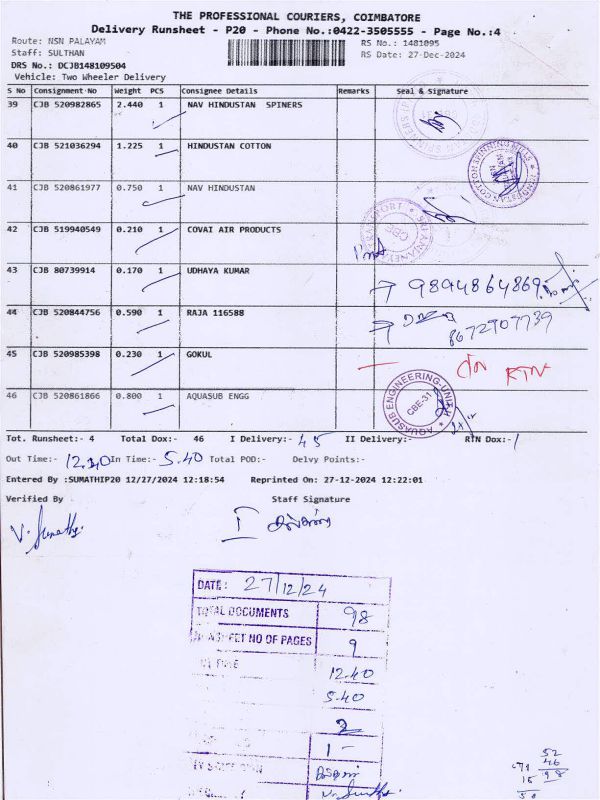 THE PROFESSIONAL COURIERS, COIMBATORE
Delivery Runsheet - P20 - Phone No.:0422-3505555 - Page No.:4
Route: NSN PALAYAM
RS No.: 1481095
Staff: SULTHAN
RS Date: 27-Dec-2024
DRS No.: DCJB148109504
Vehicle: Two Wheeler Delivery
S No Consignment No Weight PCS Consignee Details Remarks Seal & Signature
39 CJB 520982865 2.440 1 NAV HINDUSTAN SPINERS
40 CJB 521036294 1.225 1 HINDUSTAN COTTON
41 CJB 520861977 0.750 1 NAV HINDUSTAN
42 CJB 519940549 0.210 1 COVAI AIR PRODUCTS
43 CJB 80739914 0.170 1 UDHAYA KUMAR 9894864869
44 CJB 520844756 0.590 1 RAJA 116588 8672907739
45 CJB 520985398 0.230 1 GOKUL RTN
46 CJB 520861866 0.800 1 AQUASUB ENGG
AQUASUB ENGINEERING-UNIT
CBE-31
Tot. Runsheet:- 4 Total Dox:- 46 I Delivery:- 45 II Delivery:- RTN Dox:- 1
Out Time:- 12.40 In Time:- 5.40 Total POD:- Delvy Points:-
Entered By :SUMATHIP20 12/27/2024 12:18:54 Reprinted On: 27-12-2024 12:22:01
Verified By Staff Signature
V. Sumathi
DATE: 27/12/24
TOTAL DOCUMENTS 98
NO OF PAGES 9
12.40
5.40
2
1 -
52
46
98